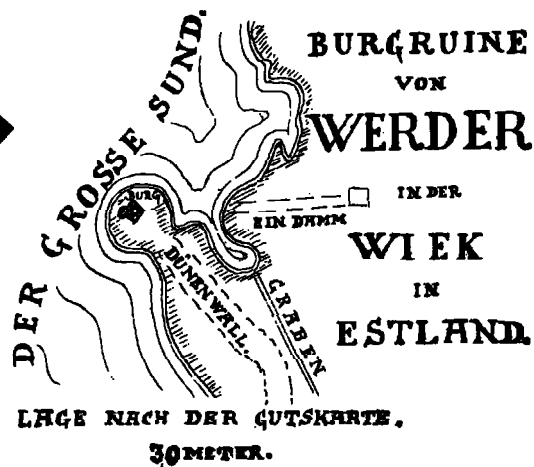 BURGRUINE
VON
WERDER
IN DER
WIEK
IN
ESTLAND.
DER GROSSE SUND.
BURG
EIN DAMM
DÜNENWALL.
GRABEN
LAGE NACH DER GUTSKARTE.
30 METER.